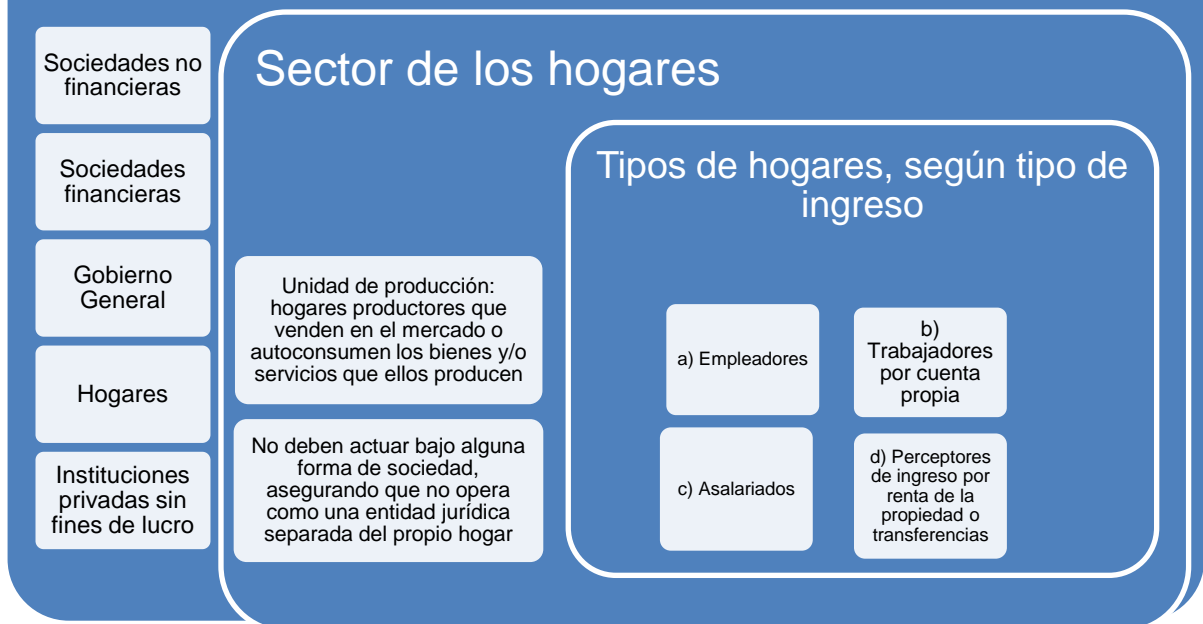 Sociedades no
financieras
Sociedades
financieras
Gobierno
General
Hogares
Instituciones
privadas sin
fines de lucro
Sector de los hogares
Unidad de producción:
hogares productores que
venden en el mercado o
autoconsumen los bienes y/o
servicios que ellos producen
No deben actuar bajo alguna
forma de sociedad,
asegurando que no opera
como una entidad jurídica
separada del propio hogar
Tipos de hogares, según tipo de
ingreso
a) Empleadores
b)
Trabajadores
por cuenta
propia
c) Asalariados
d) Perceptores
de ingreso por
renta de la
propiedad o
transferencias